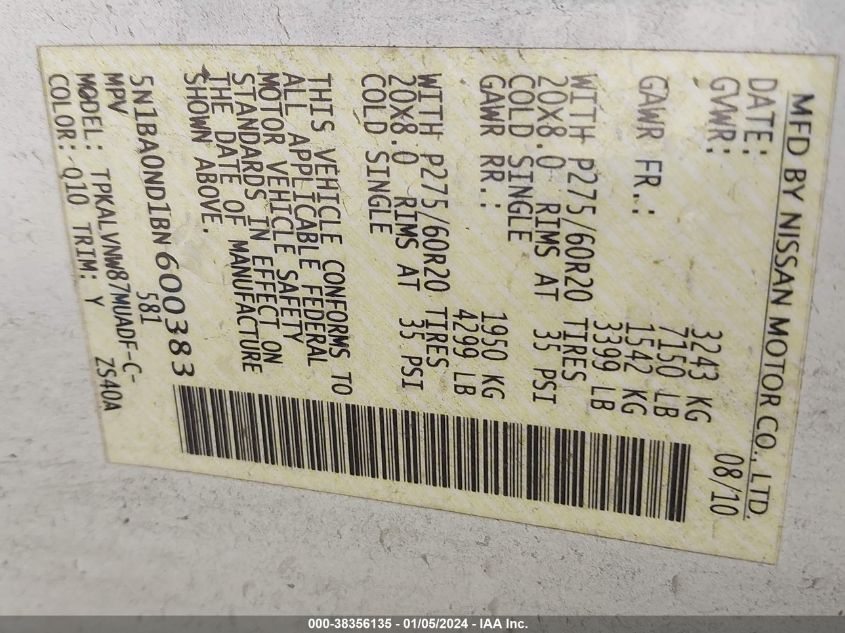 MFD BY NISSAN MOTOR CO., LTD.
DATE: 08/10
GVWR: 3243 KG
7150 LB
GAWR FR.: 1542 KG
3399 LB
WITH P275/60R20 TIRES
20X8.0 RIMS AT 35 PSI
COLD SINGLE
GAWR RR.: 1950 KG
4299 LB
WITH P275/60R20 TIRES
20X8.0 RIMS AT 35 PSI
COLD SINGLE
THIS VEHICLE CONFORMS TO
ALL APPLICABLE FEDERAL
MOTOR VEHICLE SAFETY
STANDARDS IN EFFECT ON
THE DATE OF MANUFACTURE
SHOWN ABOVE.
5N1BA0ND1BN600383
MPV 581
MODEL: TPKALVNW87MUADF-C-
COLOR: Q10 TRIM: Y ZS40A
000-38356135 - 01/05/2024 - IAA Inc.